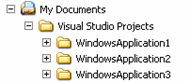 My Documents
Visual Studio Projects
WindowsApplication1
WindowsApplication2
WindowsApplication3